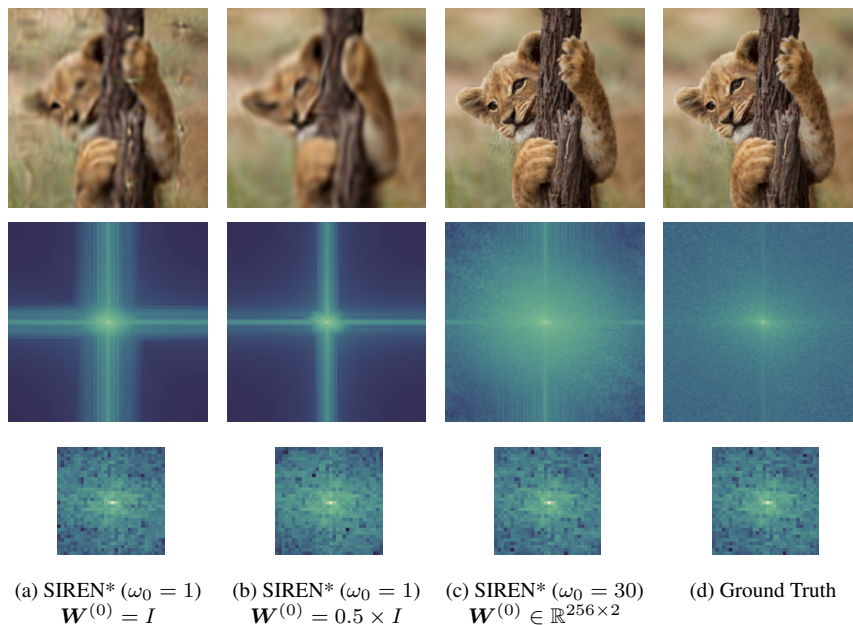 (a) SIREN* (ω₀ = 1) (b) SIREN* (ω₀ = 1) (c) SIREN* (ω₀ = 30) (d) Ground Truth
W⁽⁰⁾ = I W⁽⁰⁾ = 0.5 × I W⁽⁰⁾ ∈ ℝ²⁵⁶ˣ²